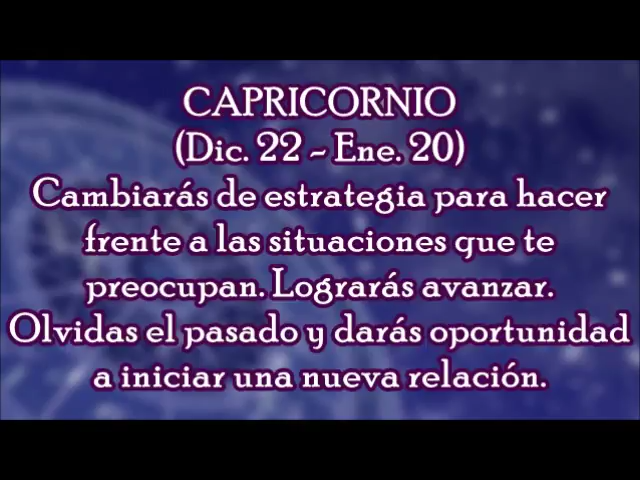 CAPRICORNIO
(Dic. 22 - Ene. 20)
Cambiarás de estrategia para hacer
frente a las situaciones que te
preocupan. Lograrás avanzar.
Olvidas el pasado y darás oportunidad
a iniciar una nueva relación.